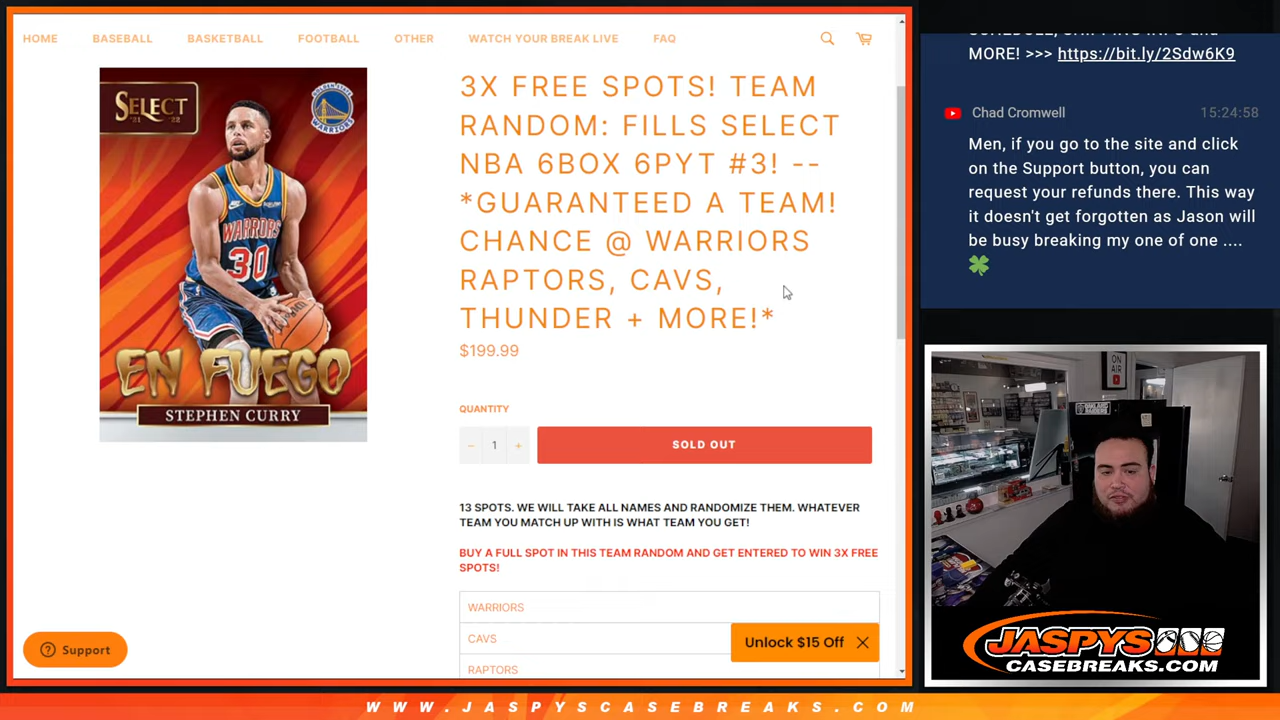 HOME BASEBALL BASKETBALL FOOTBALL OTHER WATCH YOUR BREAK LIVE FAQ
SELECT
'21 '22
GOLDEN STATE
WARRIORS
WARRIORS
30
EN FUEGO
STEPHEN CURRY
3X FREE SPOTS! TEAM
RANDOM: FILLS SELECT
NBA 6BOX 6PYT #3! --
*GUARANTEED A TEAM!
CHANCE @ WARRIORS
RAPTORS, CAVS,
THUNDER + MORE!*
$199.99
QUANTITY
− 1 +
SOLD OUT
13 SPOTS. WE WILL TAKE ALL NAMES AND RANDOMIZE THEM. WHATEVER
TEAM YOU MATCH UP WITH IS WHAT TEAM YOU GET!
BUY A FULL SPOT IN THIS TEAM RANDOM AND GET ENTERED TO WIN 3X FREE
SPOTS!
WARRIORS
CAVS
RAPTORS
Support
Unlock $15 Off
MORE! >>> https://bit.ly/2Sdw6K9
Chad Cromwell 15:24:58
Men, if you go to the site and click
on the Support button, you can
request your refunds there. This way
it doesn't get forgotten as Jason will
be busy breaking my one of one ....
ON AIR
JASPYS
CASEBREAKS.COM
WWW.JASPYSCASEBREAKS.COM